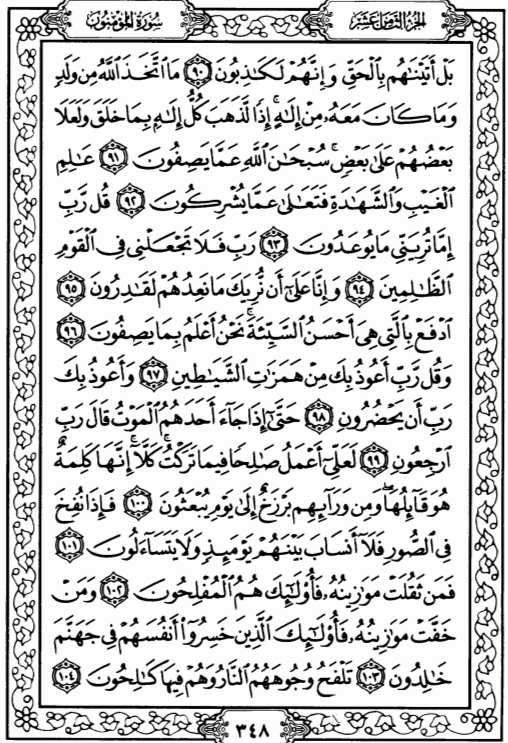 سورة المؤمنون
الجزء الثامن عشر
بَلْ أَتَيْنَٰهُم بِٱلْحَقِّ وَإِنَّهُمْ لَكَٰذِبُونَ ٩٠ مَا ٱتَّخَذَ ٱللَّهُ مِن وَلَدٍ
وَمَا كَانَ مَعَهُۥ مِنْ إِلَٰهٍ ۚ إِذًا لَّذَهَبَ كُلُّ إِلَٰهٍۭ بِمَا خَلَقَ وَلَعَلَا
بَعْضُهُمْ عَلَىٰ بَعْضٍ ۚ سُبْحَٰنَ ٱللَّهِ عَمَّا يَصِفُونَ ٩١ عَٰلِمِ
ٱلْغَيْبِ وَٱلشَّهَٰدَةِ فَتَعَٰلَىٰ عَمَّا يُشْرِكُونَ ٩٢ قُل رَّبِّ
إِمَّا تُرِيَنِّي مَا يُوعَدُونَ ٩٣ رَبِّ فَلَا تَجْعَلْنِي فِي ٱلْقَوْمِ
ٱلظَّٰلِمِينَ ٩٤ وَإِنَّا عَلَىٰٓ أَن نُّرِيَكَ مَا نَعِدُهُمْ لَقَٰدِرُونَ ٩٥
ٱدْفَعْ بِٱلَّتِي هِيَ أَحْسَنُ ٱلسَّيِّئَةَ ۚ نَحْنُ أَعْلَمُ بِمَا يَصِفُونَ ٩٦
وَقُل رَّبِّ أَعُوذُ بِكَ مِنْ هَمَزَٰتِ ٱلشَّيَٰطِينِ ٩٧ وَأَعُوذُ بِكَ
رَبِّ أَن يَحْضُرُونِ ٩٨ حَتَّىٰٓ إِذَا جَآءَ أَحَدَهُمُ ٱلْمَوْتُ قَالَ رَبِّ
ٱرْجِعُونِ ٩٩ لَعَلِّيٓ أَعْمَلُ صَٰلِحًا فِيمَا تَرَكْتُ ۚ كَلَّآ ۚ إِنَّهَا كَلِمَةٌ
هُوَ قَآئِلُهَا ۖ وَمِن وَرَآئِهِم بَرْزَخٌ إِلَىٰ يَوْمِ يُبْعَثُونَ ١٠٠ فَإِذَا نُفِخَ
فِي ٱلصُّورِ فَلَآ أَنسَابَ بَيْنَهُمْ يَوْمَئِذٍ وَلَا يَتَسَآءَلُونَ ١٠١
فَمَن ثَقُلَتْ مَوَٰزِينُهُۥ فَأُو۟لَٰٓئِكَ هُمُ ٱلْمُفْلِحُونَ ١٠٢ وَمَنْ
خَفَّتْ مَوَٰزِينُهُۥ فَأُو۟لَٰٓئِكَ ٱلَّذِينَ خَسِرُوٓا۟ أَنفُسَهُمْ فِي جَهَنَّمَ
خَٰلِدُونَ ١٠٣ تَلْفَحُ وُجُوهَهُمُ ٱلنَّارُ وَهُمْ فِيهَا كَٰلِحُونَ ١٠٤
٣٤٨